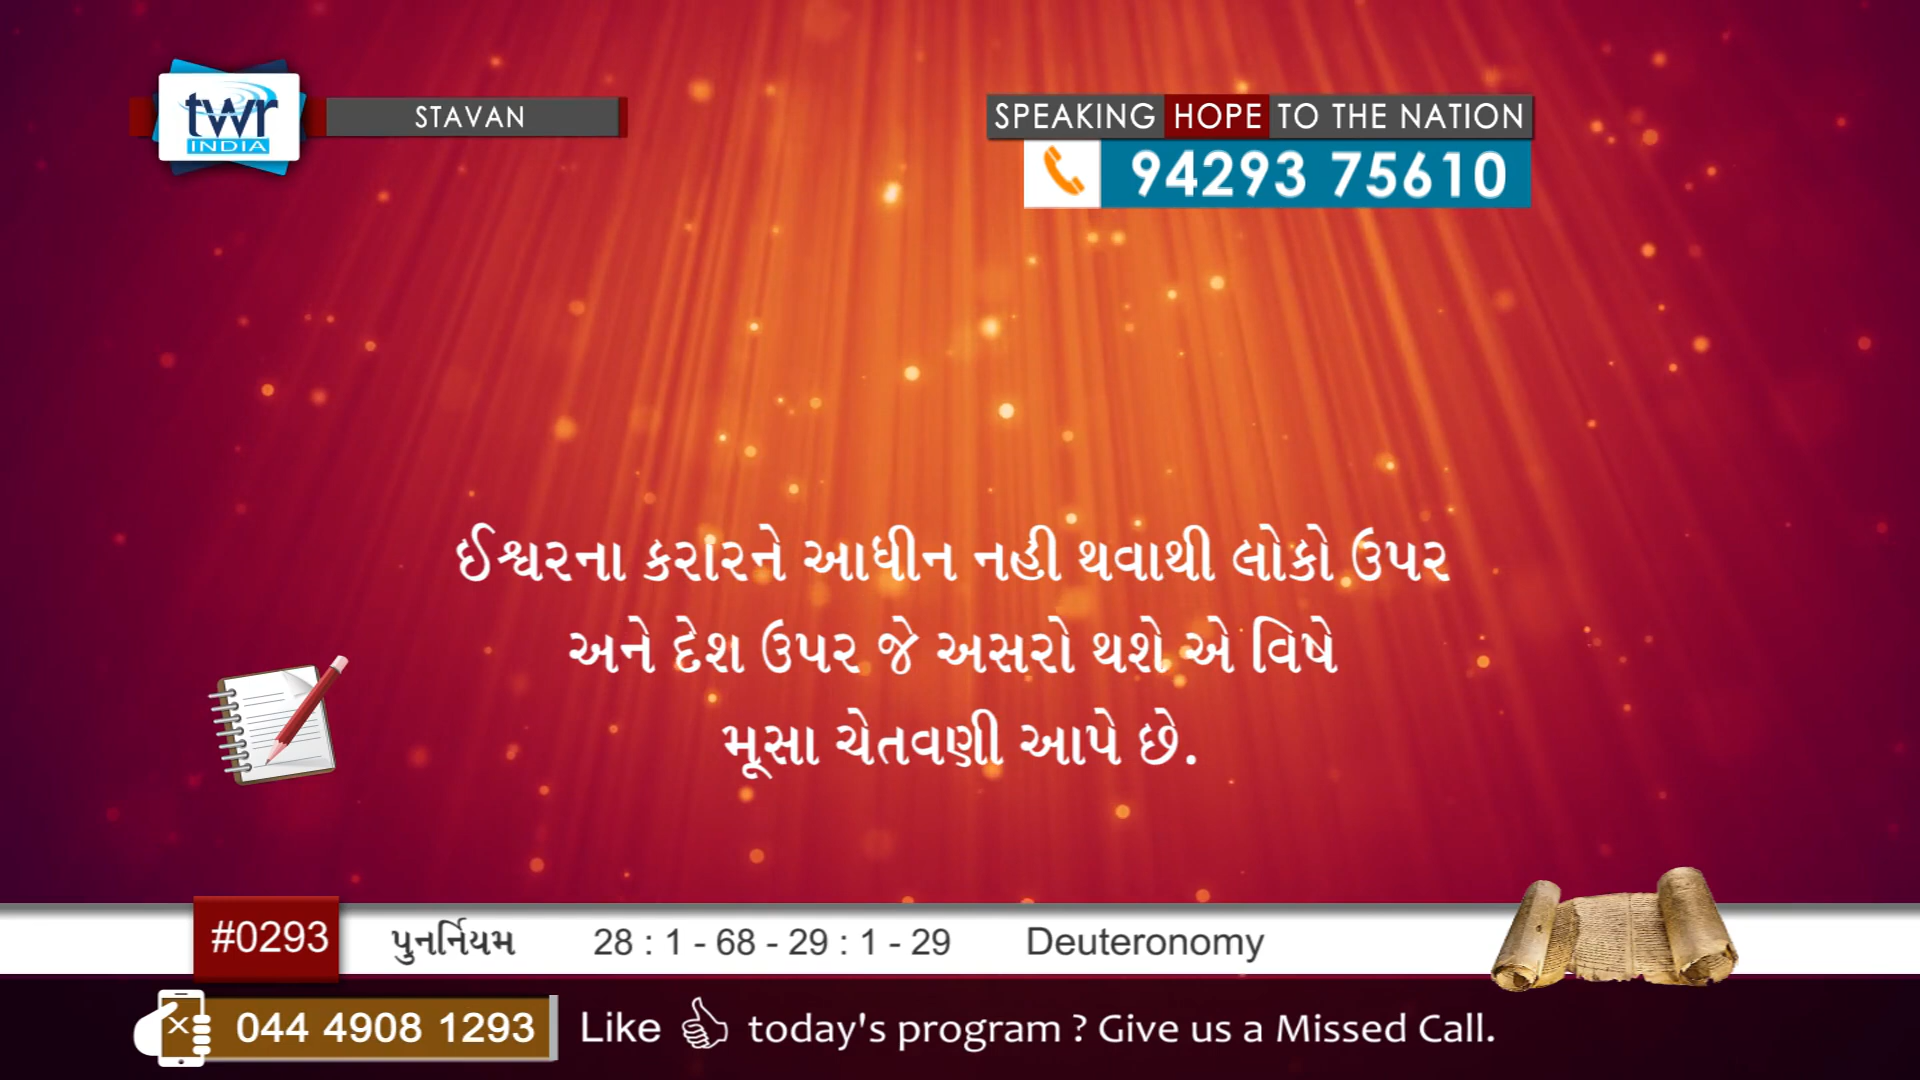 twr
INDIA
STAVAN
SPEAKING HOPE TO THE NATION
94293 75610
ઈશ્વરના કરારને આધીન નહી થવાથી લોકો ઉપર
અને દેશ ઉપર જે અસરો થશે એ વિષે
મૂસા ચેતવણી આપે છે.
#0293 પુનર્નિયમ 28 : 1 - 68 - 29 : 1 - 29 Deuteronomy
044 4908 1293 Like today's program ? Give us a Missed Call.